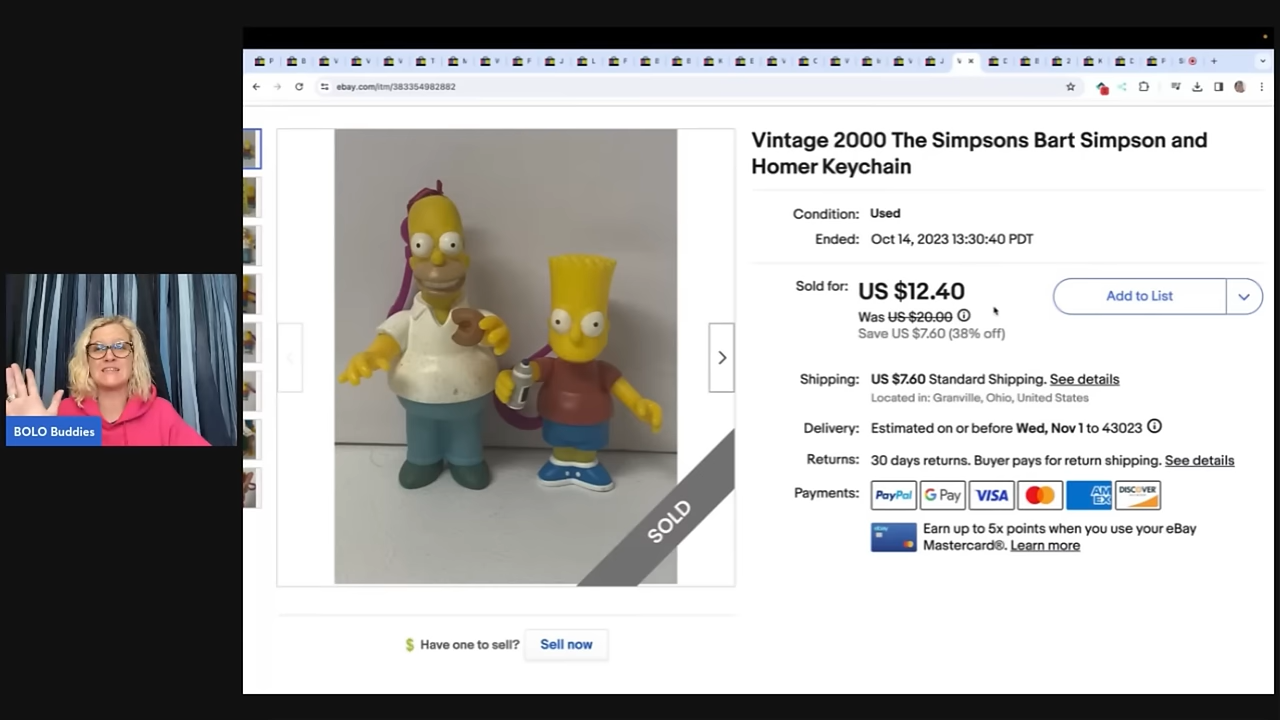 ebay.com/itm/383354982882
Vintage 2000 The Simpsons Bart Simpson and
Homer Keychain
Condition: Used
Ended: Oct 14, 2023 13:30:40 PDT
Sold for: US $12.40
Was US $20.00
Save US $7.60 (38% off)
Add to List
Shipping: US $7.60 Standard Shipping. See details
Located in: Granville, Ohio, United States
Delivery: Estimated on or before Wed, Nov 1 to 43023
Returns: 30 days returns. Buyer pays for return shipping. See details
Payments: PayPal G Pay VISA AM EX DISCOVER
Earn up to 5x points when you use your eBay
Mastercard®. Learn more
SOLD
$ Have one to sell? Sell now
BOLO Buddies